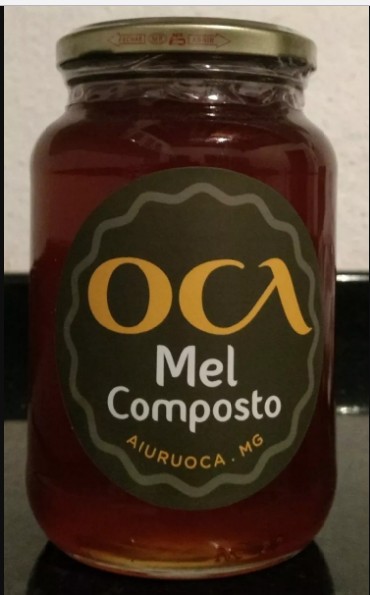 OCA
Mel
Composto
AIURUOCA . MG